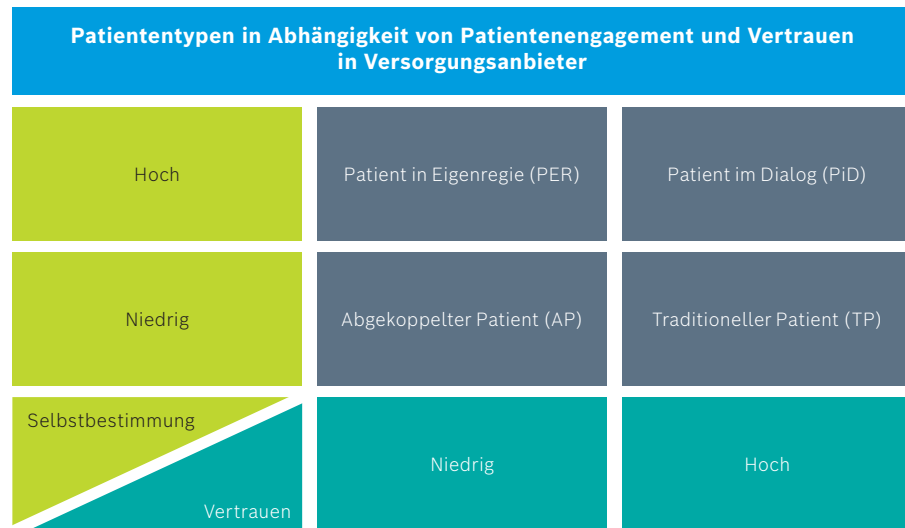 Patiententypen in Abhängigkeit von Patientenengagement und Vertrauen
in Versorgungsanbieter
Hoch
Patient in Eigenregie (PER)
Patient im Dialog (PiD)
Niedrig
Abgekoppelter Patient (AP)
Traditioneller Patient (TP)
Selbstbestimmung
Vertrauen
Niedrig
Hoch